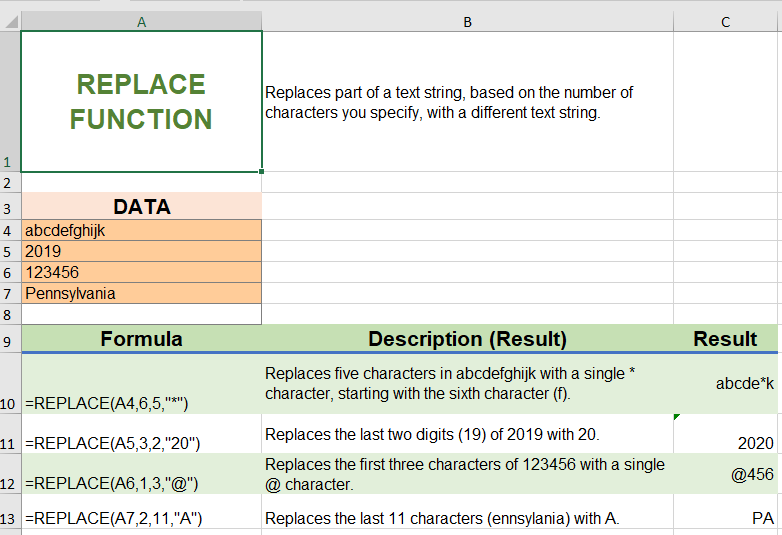 A B C
1
REPLACE
FUNCTION
Replaces part of a text string, based on the number of
characters you specify, with a different text string.
2
3 DATA
4 abcdefghijk
5 2019
6 123456
7 Pennsylvania
8
9 Formula Description (Result) Result
10 =REPLACE(A4,6,5,"*")
Replaces five characters in abcdefghijk with a single *
character, starting with the sixth character (f).
abcde*k
11 =REPLACE(A5,3,2,"20") Replaces the last two digits (19) of 2019 with 20. 2020
12 =REPLACE(A6,1,3,"@")
Replaces the first three characters of 123456 with a single
@ character.
@456
13 =REPLACE(A7,2,11,"A") Replaces the last 11 characters (ennsylania) with A. PA